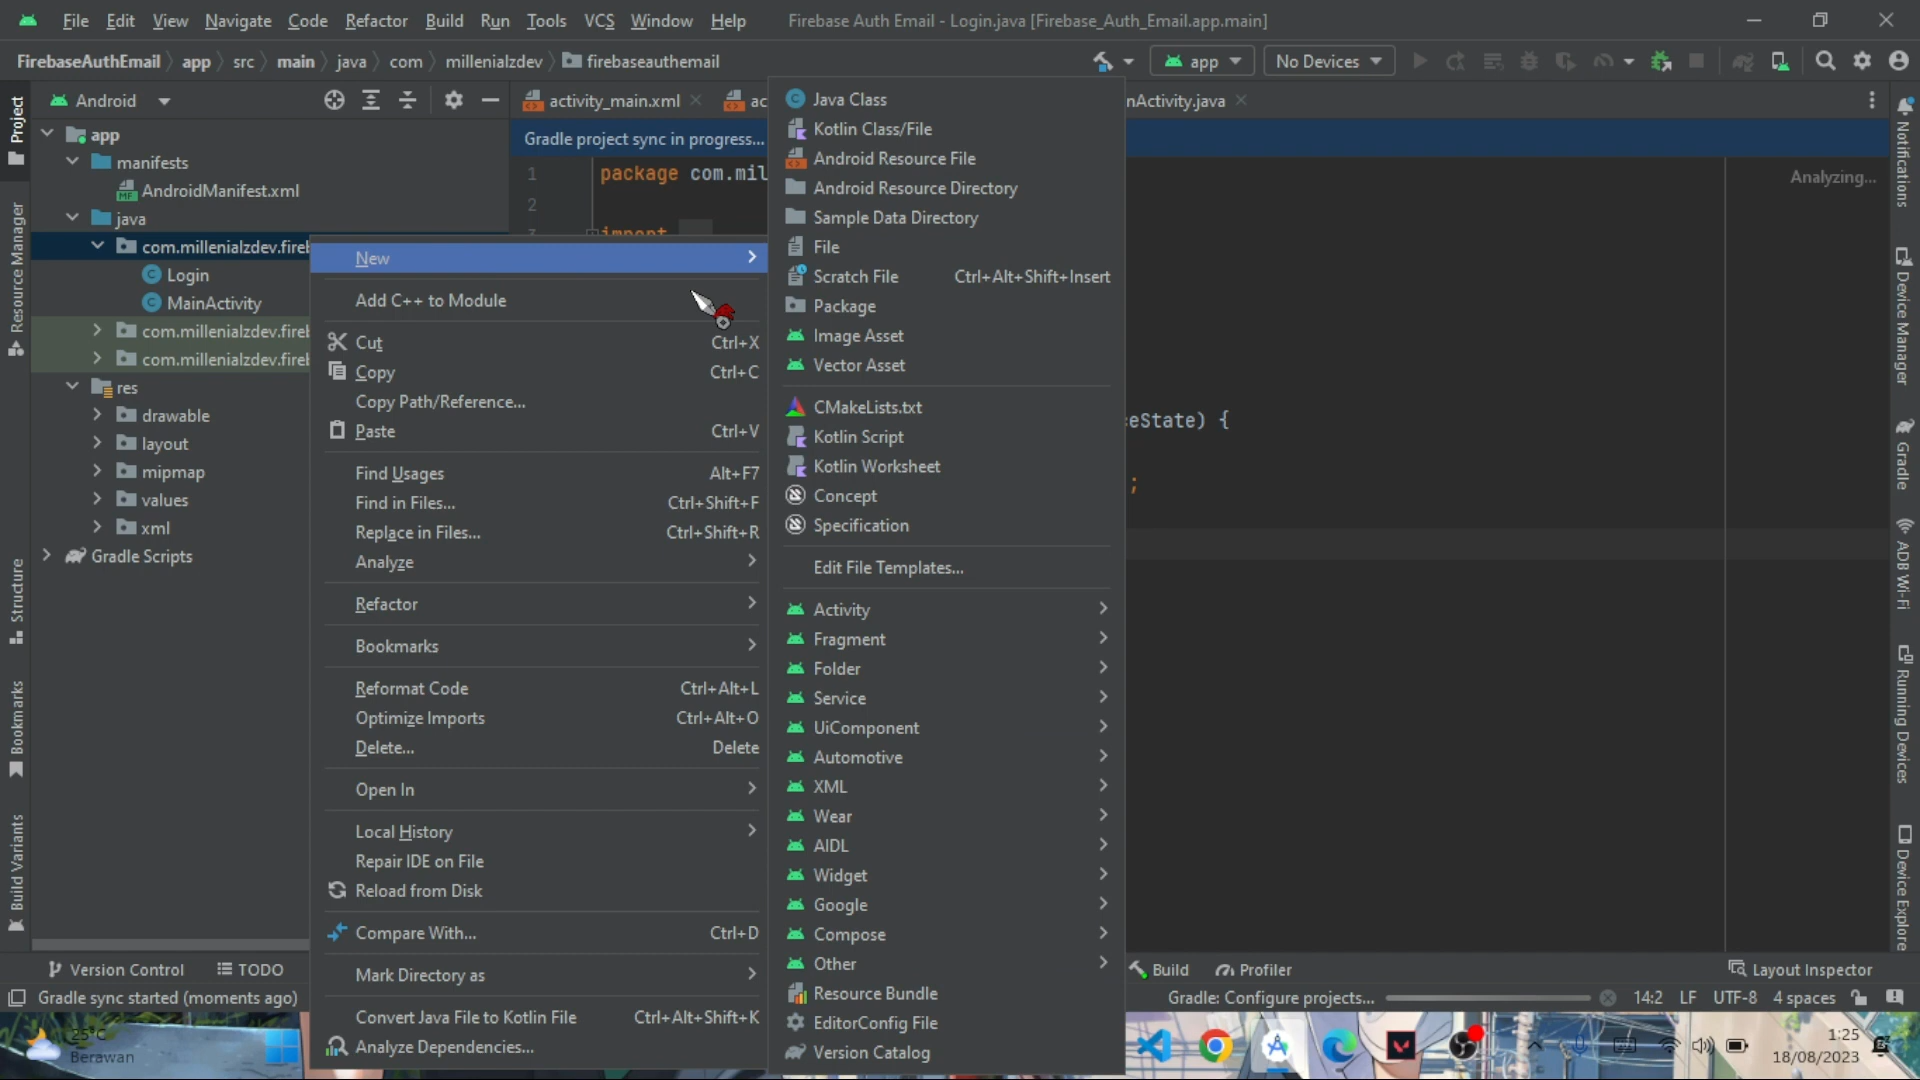 File Edit View Navigate Code Refactor Build Run Tools VCS Window Help Firebase Auth Email - Login.java [Firebase_Auth_Email.app.main]
FirebaseAuthEmail app src main java com millenialzdev firebaseauthemail app No Devices
Project
Android
activity_main.xml
ac
nActivity.java
Gradle project sync in progress...
app
manifests
AndroidManifest.xml
java
com.millenialzdev.fireb
Login
MainActivity
com.millenialzdev.fireb
com.millenialzdev.fireb
res
drawable
layout
mipmap
values
xml
Gradle Scripts
Resource Manager
Structure
Bookmarks
Build Variants
1 package com.mil
2
3 import
Analyzing...
eState) {
;
New
Add C++ to Module
Cut Ctrl+X
Copy Ctrl+C
Copy Path/Reference...
Paste Ctrl+V
Find Usages Alt+F7
Find in Files... Ctrl+Shift+F
Replace in Files... Ctrl+Shift+R
Analyze
Refactor
Bookmarks
Reformat Code Ctrl+Alt+L
Optimize Imports Ctrl+Alt+O
Delete... Delete
Open In
Local History
Repair IDE on File
Reload from Disk
Compare With... Ctrl+D
Mark Directory as
Convert Java File to Kotlin File Ctrl+Alt+Shift+K
Analyze Dependencies...
Java Class
Kotlin Class/File
Android Resource File
Android Resource Directory
Sample Data Directory
File
Scratch File Ctrl+Alt+Shift+Insert
Package
Image Asset
Vector Asset
CMakeLists.txt
Kotlin Script
Kotlin Worksheet
Concept
Specification
Edit File Templates...
Activity
Fragment
Folder
Service
UiComponent
Automotive
XML
Wear
AIDL
Widget
Google
Compose
Other
Resource Bundle
EditorConfig File
Version Catalog
Notifications
Device Manager
Gradle
ADB Wi-Fi
Running Devices
Device Explore
Version Control TODO Build Profiler Layout Inspector
Gradle sync started (moments ago) Gradle: Configure projects... 14:2 LF UTF-8 4 spaces
25°C
Berawan
1:25
18/08/2023